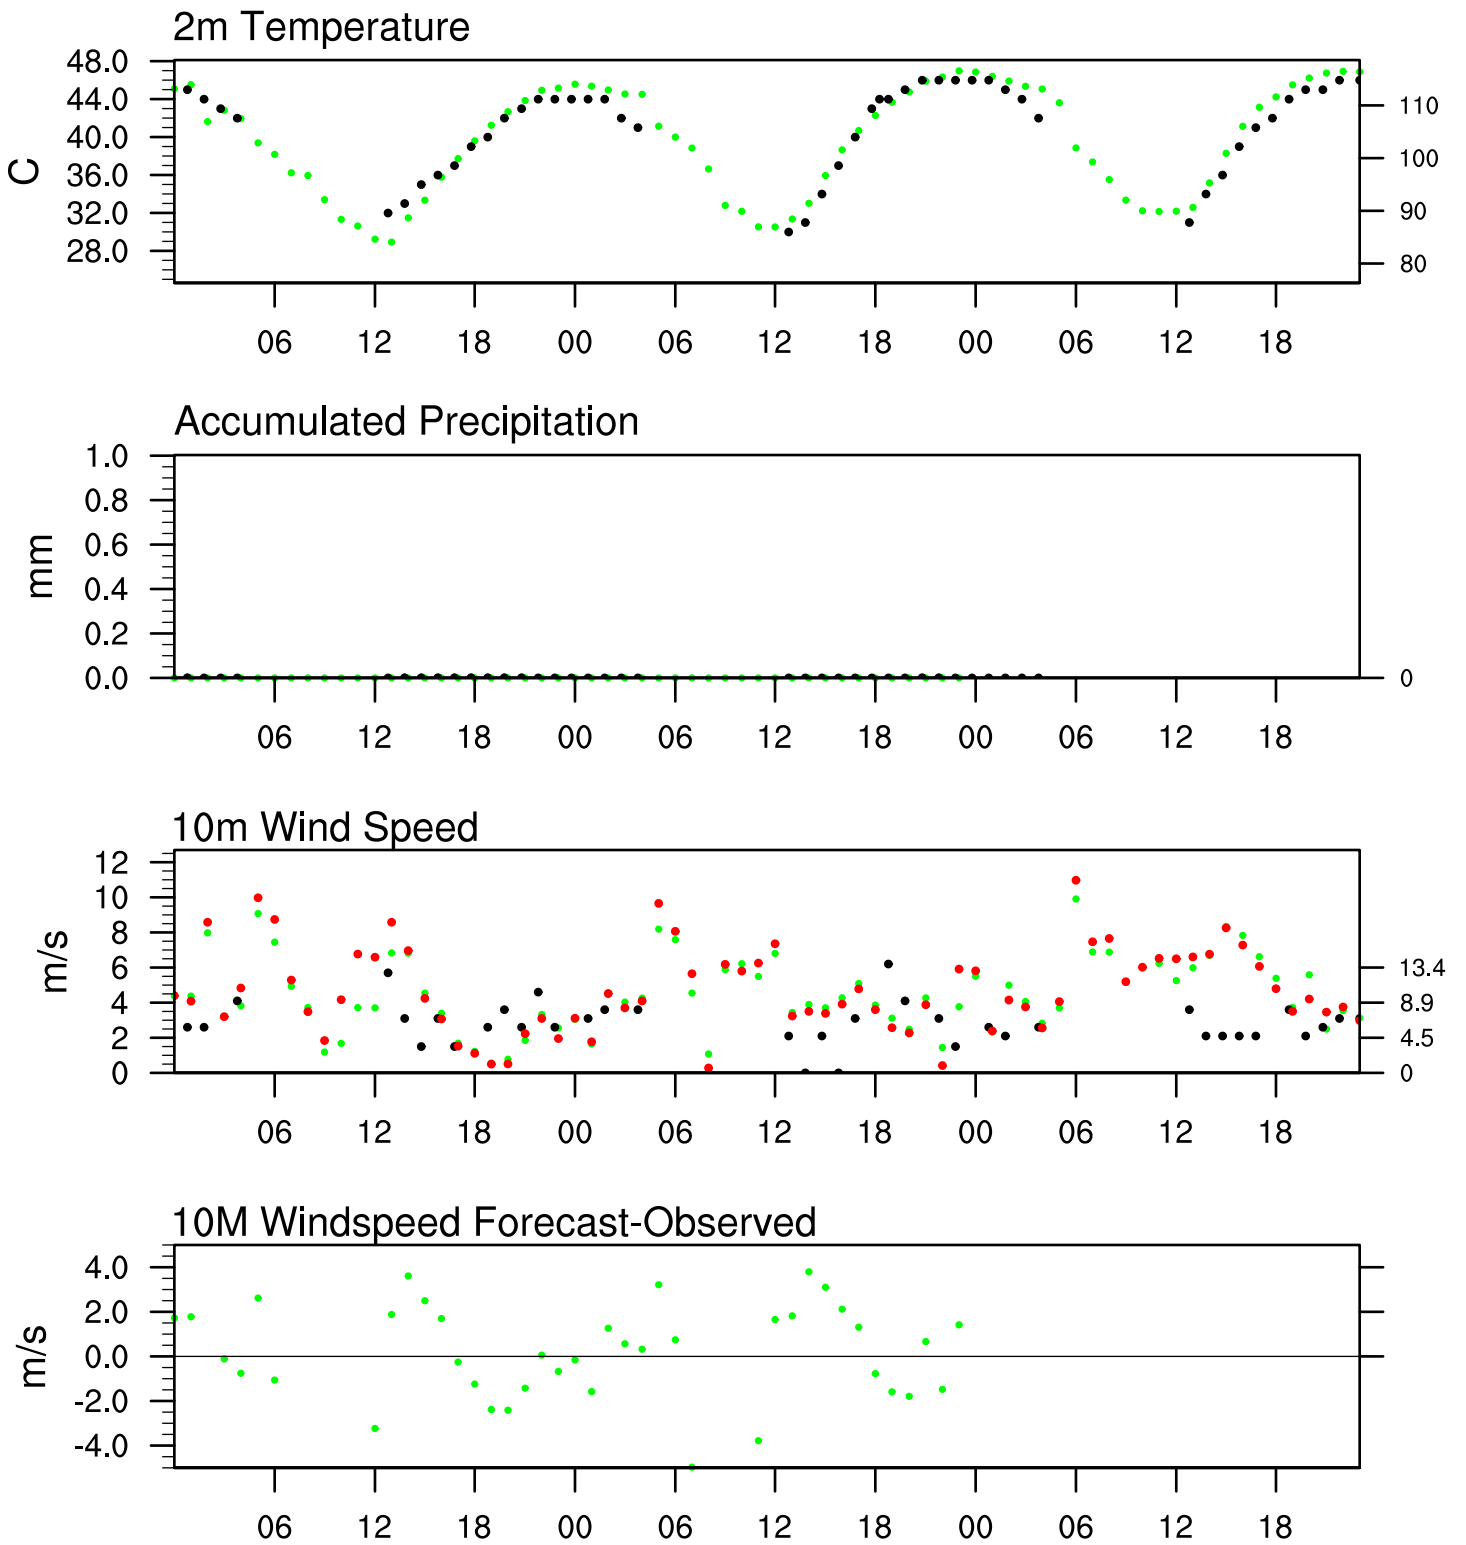 2m Temperature
48.0
44.0
40.0
36.0
32.0
28.0
C
110
100
90
80
06 12 18 00 06 12 18 00 06 12 18
Accumulated Precipitation
1.0
0.8
0.6
0.4
0.2
0.0
mm
0
06 12 18 00 06 12 18 00 06 12 18
10m Wind Speed
12
10
8
6
4
2
0
m/s
13.4
8.9
4.5
0
06 12 18 00 06 12 18 00 06 12 18
10M Windspeed Forecast-Observed
4.0
2.0
0.0
-2.0
-4.0
m/s
06 12 18 00 06 12 18 00 06 12 18